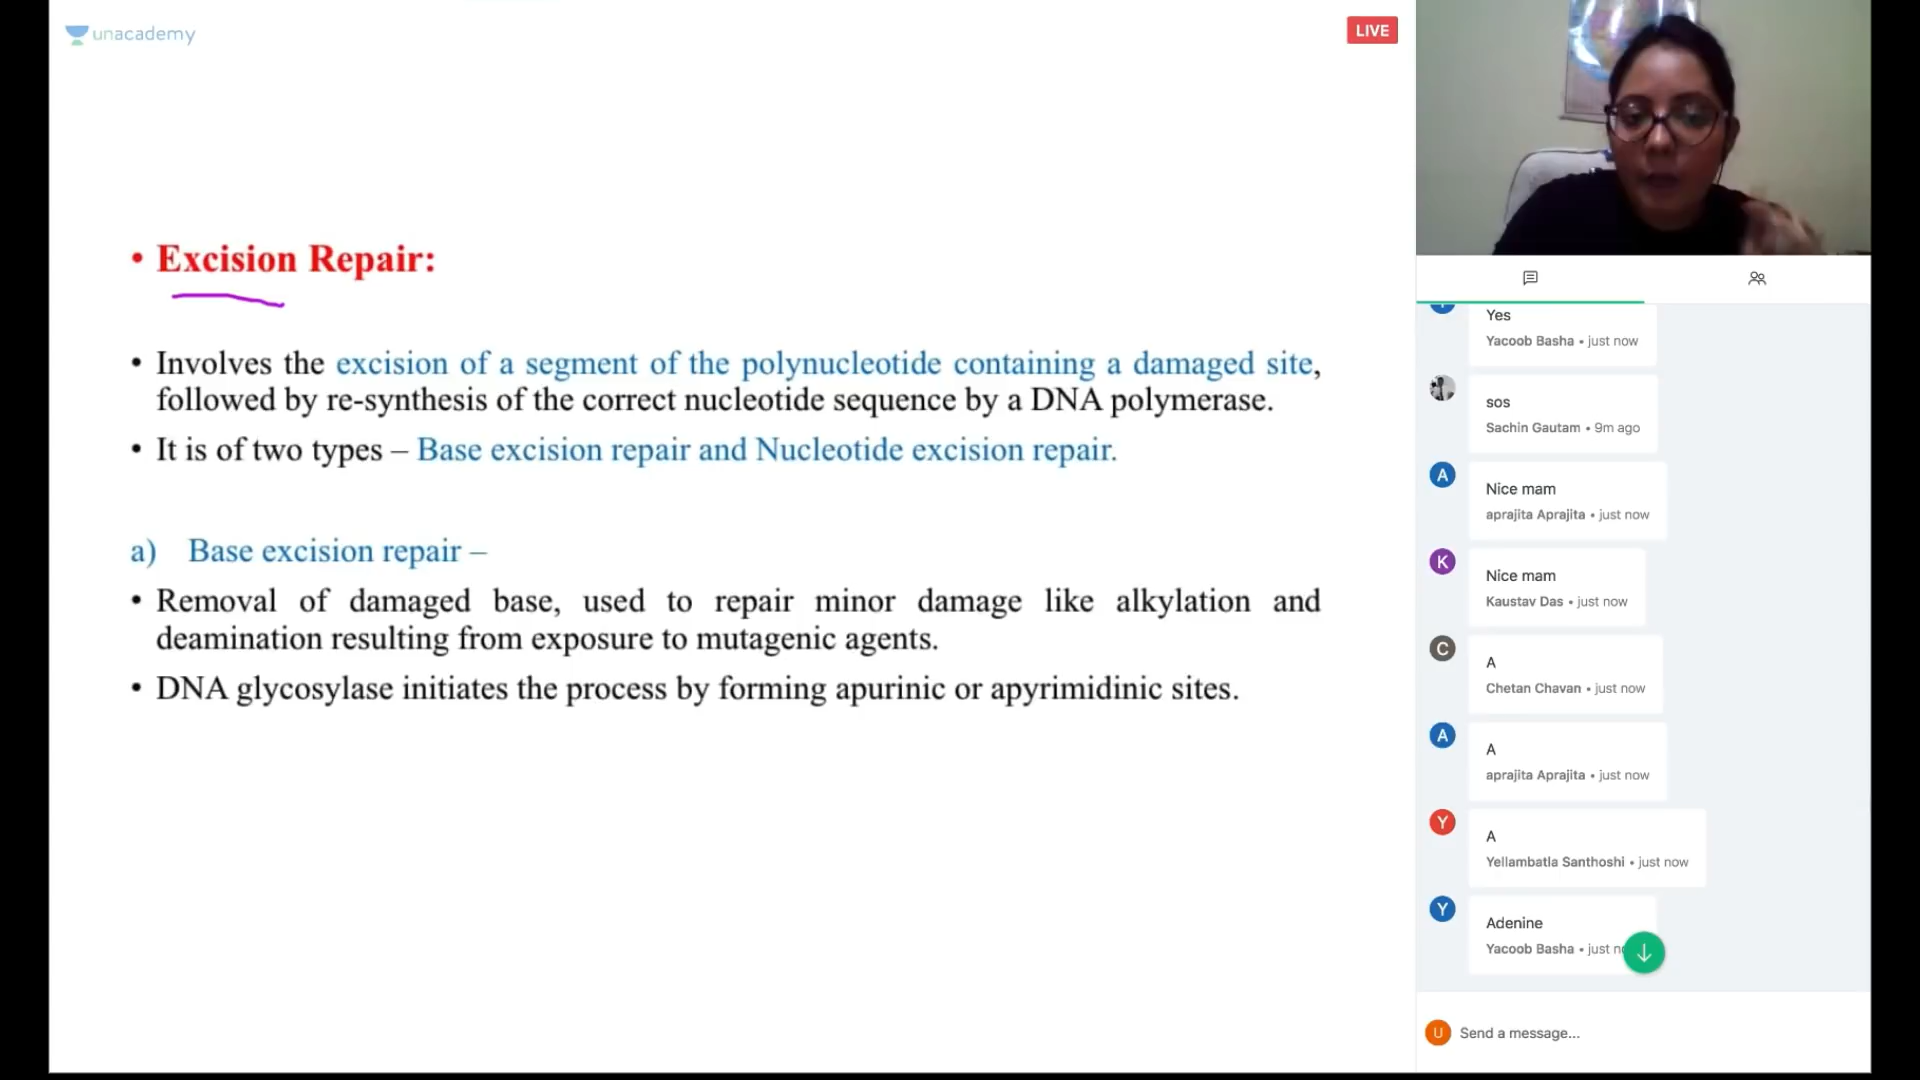 unacademy
LIVE
• Excision Repair:
• Involves the excision of a segment of the polynucleotide containing a damaged site,
followed by re-synthesis of the correct nucleotide sequence by a DNA polymerase.
• It is of two types – Base excision repair and Nucleotide excision repair.
a) Base excision repair –
• Removal of damaged base, used to repair minor damage like alkylation and
deamination resulting from exposure to mutagenic agents.
• DNA glycosylase initiates the process by forming apurinic or apyrimidinic sites.
Yes
Yacoob Basha • just now
sos
Sachin Gautam • 9m ago
A
Nice mam
aprajita Aprajita • just now
K
Nice mam
Kaustav Das • just now
C
A
Chetan Chavan • just now
A
A
aprajita Aprajita • just now
Y
A
Yellambatla Santhoshi • just now
Y
Adenine
Yacoob Basha • just
U
Send a message...